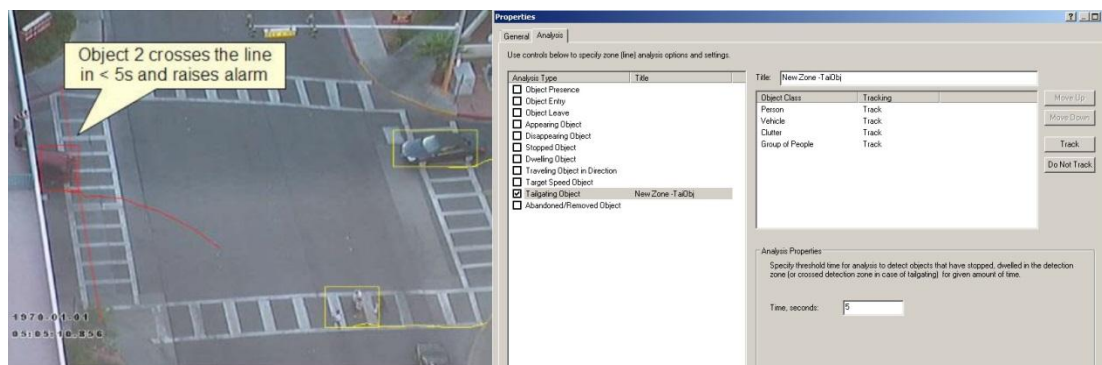 Object 2 crosses the line
in < 5s and raises alarm
1970-01-01
05:05:10.856
Properties
General Analysis
Use controls below to specify zone (line) analysis options and settings.
Analysis Type Title
Object Presence
Object Entry
Object Leave
Appearing Object
Disappearing Object
Stopped Object
Dwelling Object
Traveling Object in Direction
Target Speed Object
Tailgating Object New Zone -TaiObj
Abandoned/Removed Object
Title: New Zone -TaiObj
Object Class Tracking
Person Track
Vehicle Track
Clutter Track
Group of People Track
Move Up
Move Down
Track
Do Not Track
Analysis Properties
Specify threshold time for analysis to detect objects that have stopped, dwelled in the detection
zone (or crossed detection zone in case of tailgating) for given amount of time.
Time, seconds: 5